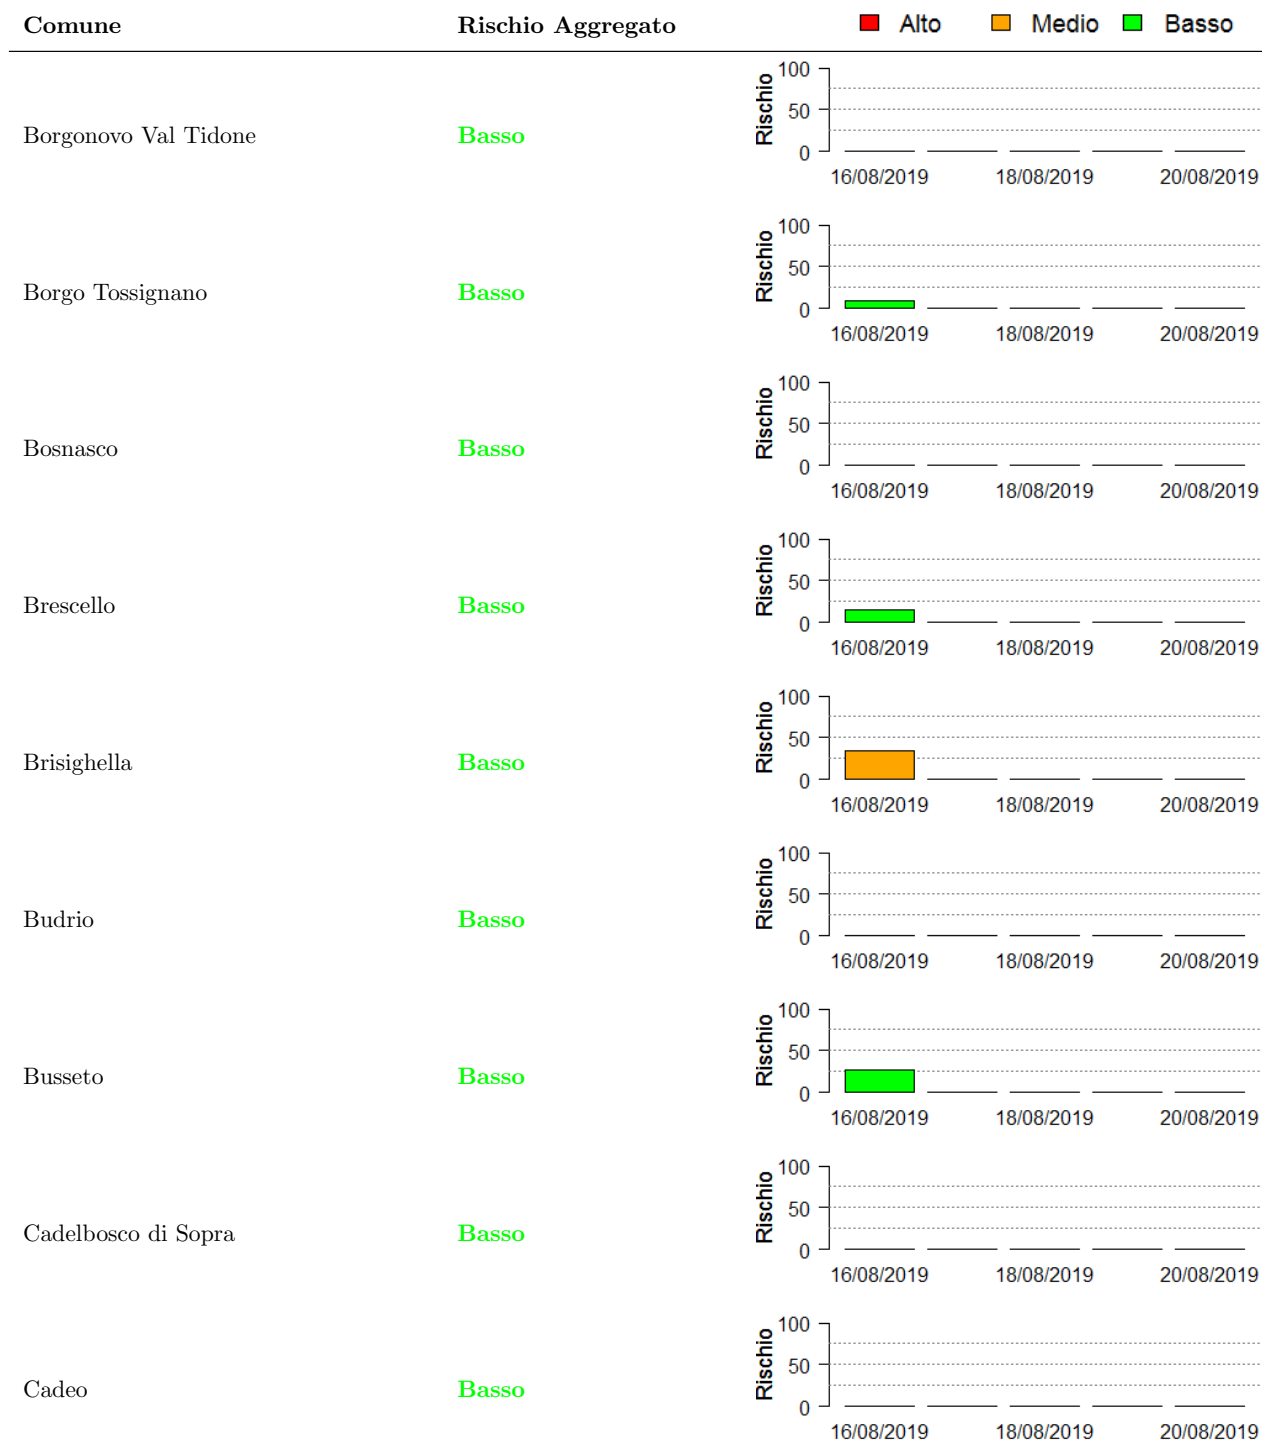 Comune Rischio Aggregato Alto Medio Basso
Borgonovo Val Tidone Basso
Rischio
100
50
0
16/08/2019 18/08/2019 20/08/2019
Borgo Tossignano Basso
Rischio
100
50
0
16/08/2019 18/08/2019 20/08/2019
Bosnasco Basso
Rischio
100
50
0
16/08/2019 18/08/2019 20/08/2019
Brescello Basso
Rischio
100
50
0
16/08/2019 18/08/2019 20/08/2019
Brisighella Basso
Rischio
100
50
0
16/08/2019 18/08/2019 20/08/2019
Budrio Basso
Rischio
100
50
0
16/08/2019 18/08/2019 20/08/2019
Busseto Basso
Rischio
100
50
0
16/08/2019 18/08/2019 20/08/2019
Cadelbosco di Sopra Basso
Rischio
100
50
0
16/08/2019 18/08/2019 20/08/2019
Cadeo Basso
Rischio
100
50
0
16/08/2019 18/08/2019 20/08/2019